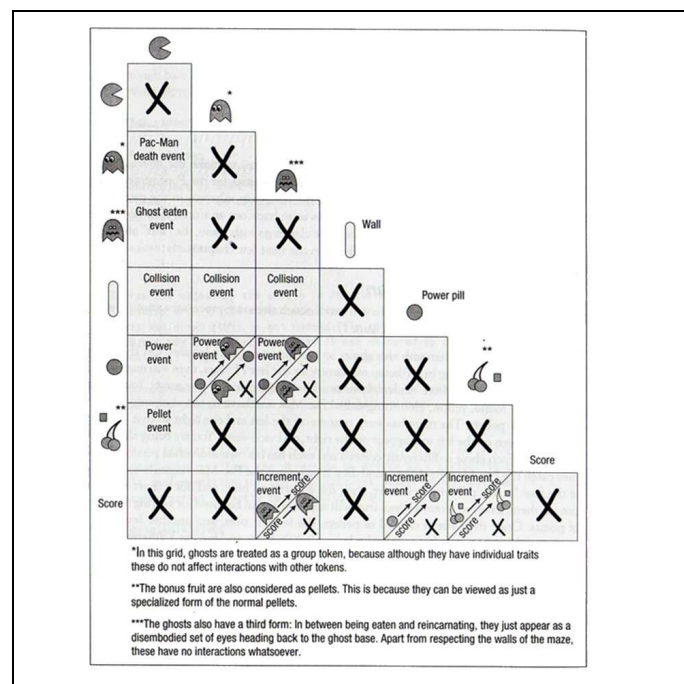 *
Pac-Man
death event
*
***
Ghost eaten
event
***
Wall
Collision
event
Collision
event
Collision
event
Power pill
Power
event
Power
event
Power
event
**
Pellet
event
**
Score
Score
Increment
event
score
score
Increment
event
score
score
Increment
event
score
score
*In this grid, ghosts are treated as a group token, because although they have individual traits
these do not affect interactions with other tokens.
**The bonus fruit are also considered as pellets. This is because they can be viewed as just a
specialized form of the normal pellets.
***The ghosts also have a third form: In between being eaten and reincarnating, they just appear as a
disembodied set of eyes heading back to the ghost base. Apart from respecting the walls of the maze,
these have no interactions whatsoever.